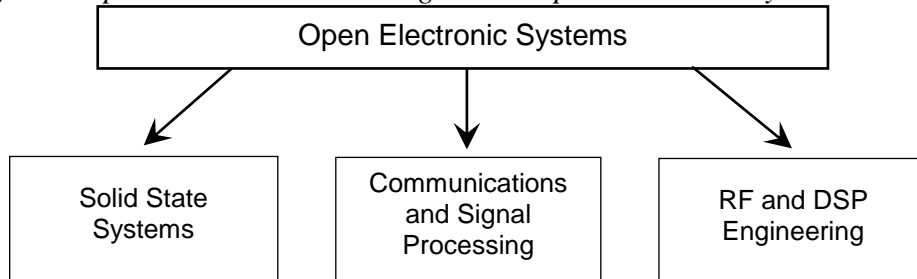 Open Electronic Systems
Solid State
Systems
Communications
and Signal
Processing
RF and DSP
Engineering